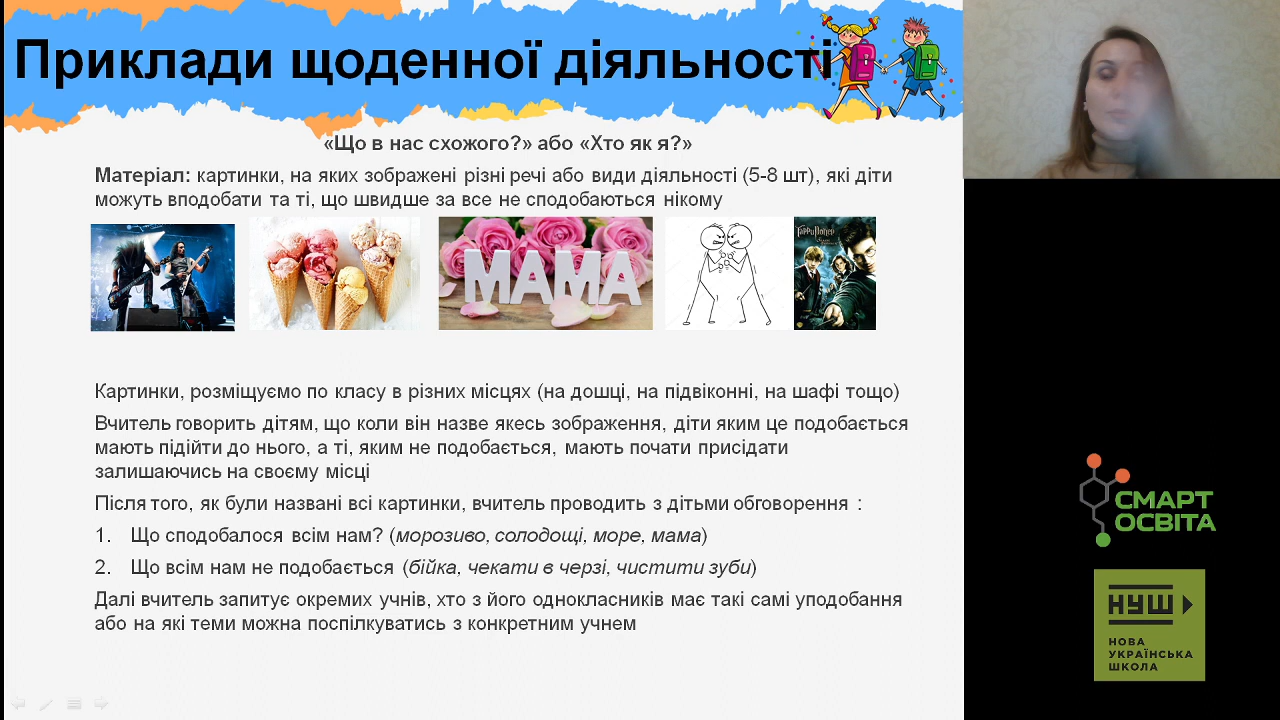 Приклади щоденної діяльності
«Що в нас схожого?» або «Хто як я?»
Матеріал: картинки, на яких зображені різні речі або види діяльності (5-8 шт), які діти
можуть вподобати та ті, що швидше за все не сподобаються нікому
МАМА
Гаррі Поттер
Картинки, розміщуємо по класу в різних місцях (на дошці, на підвіконні, на шафі тощо)
Вчитель говорить дітям, що коли він назве якесь зображення, діти яким це подобається
мають підійти до нього, а ті, яким не подобається, мають почати присідати
залишаючись на своєму місці
Після того, як були названі всі картинки, вчитель проводить з дітьми обговорення :
1. Що сподобалося всім нам? (морозиво, солодощі, море, мама)
2. Що всім нам не подобається (бійка, чекати в черзі, чистити зуби)
Далі вчитель запитує окремих учнів, хто з його однокласників має такі самі уподобання
або на які теми можна поспілкуватись з конкретним учнем
СМАРТ
ОСВІТА
НУШ
НОВА
УКРАЇНСЬКА
ШКОЛА